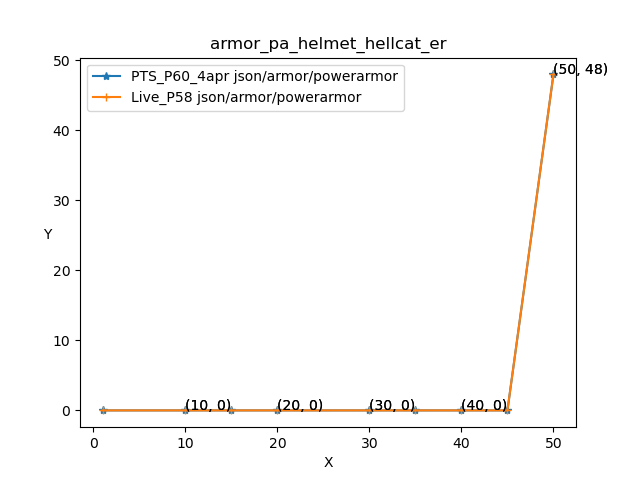 armor_pa_helmet_hellcat_er
PTS_P60_4apr json/armor/powerarmor
Live_P58 json/armor/powerarmor
(50, 48)
50
40
30
20
10
0
Y
(10, 0) (20, 0) (30, 0) (40, 0)
0 10 20 30 40 50
X